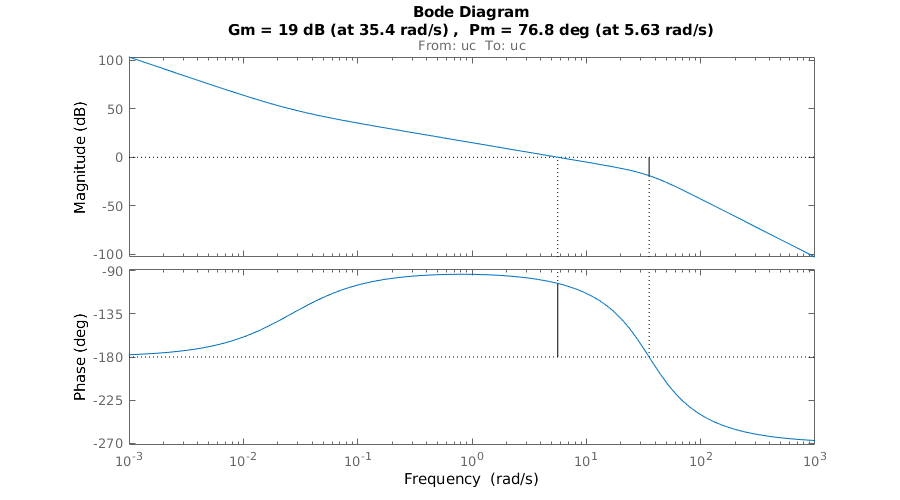 Bode Diagram
Gm = 19 dB (at 35.4 rad/s) ,  Pm = 76.8 deg (at 5.63 rad/s)
From: uc  To: uc
100
50
0
-50
-100
Magnitude (dB)
-90
-135
-180
-225
-270
Phase (deg)
10^-3
10^-2
10^-1
10^0
10^1
10^2
10^3
Frequency  (rad/s)